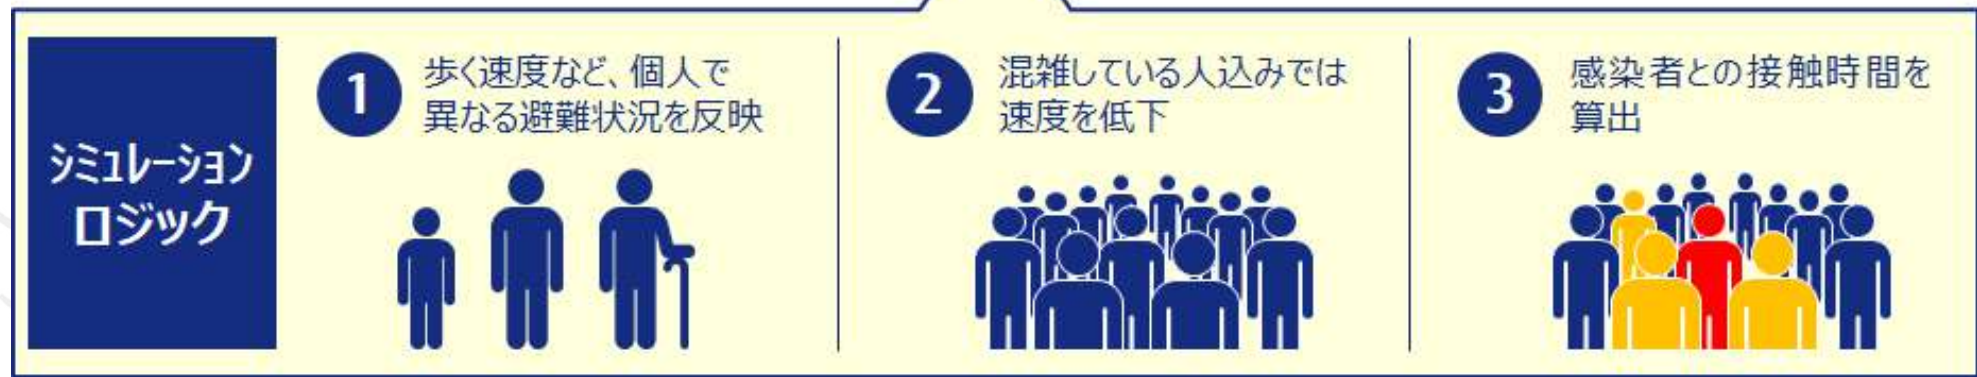 シミュレーション
ロジック
1
歩く速度など、個人で
異なる避難状況を反映
2
混雑している人込みでは
速度を低下
3
感染者との接触時間を
算出